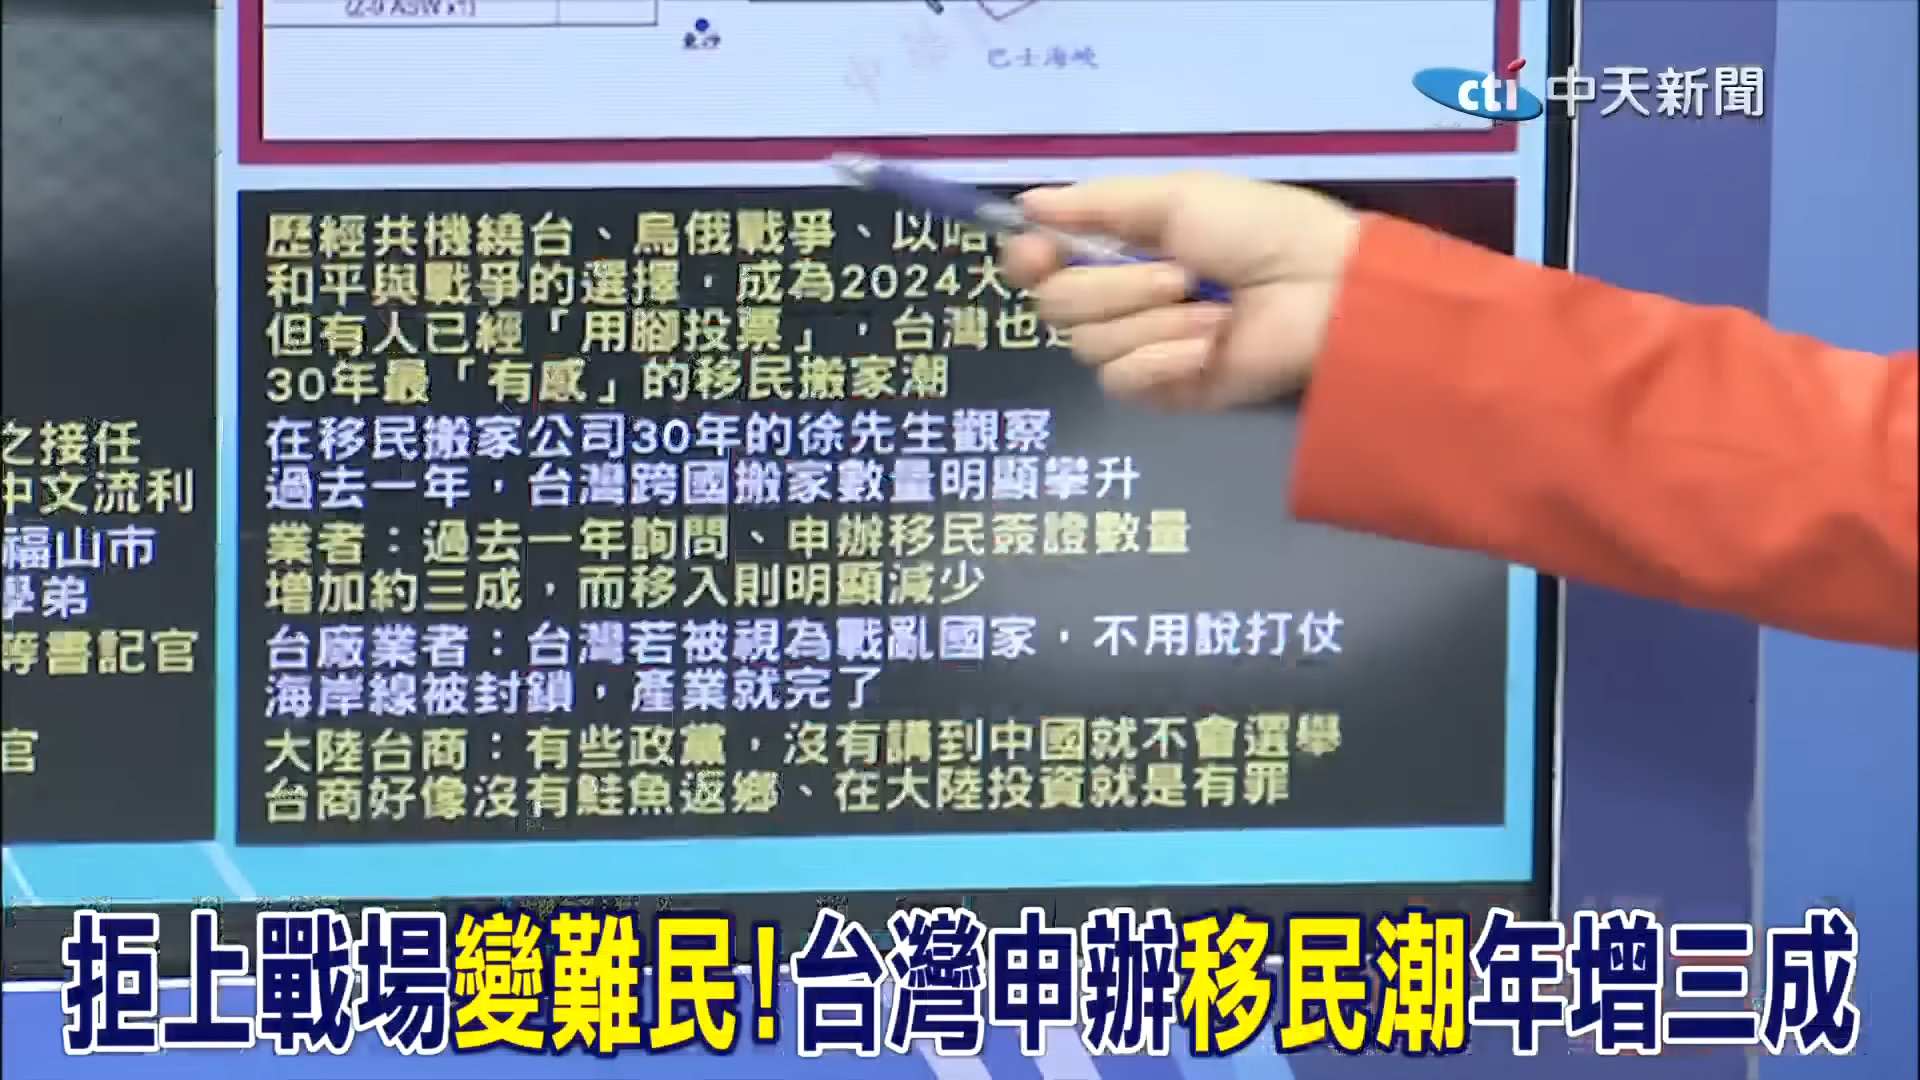 (Z-9 ASW x1)
東沙
巴士海峽
cti 中天新聞
歷經共機繞台、烏俄戰爭、以哈
和平與戰爭的選擇，成為2024大
但有人已經「用腳投票」，台灣也
30年最「有感」的移民搬家潮
在移民搬家公司30年的徐先生觀察
過去一年，台灣跨國搬家數量明顯攀升
業者：過去一年詢問、申辦移民簽證數量
增加約三成，而移入則明顯減少
台廠業者：台灣若被視為戰亂國家，不用說打仗
海岸線被封鎖，產業就完了
大陸台商：有些政黨，沒有講到中國就不會選舉
台商好像沒有鮭魚返鄉、在大陸投資就是有罪
之接任
中文流利
福山市
學弟
等書記官
官
拒上戰場變難民!台灣申辦移民潮年增三成